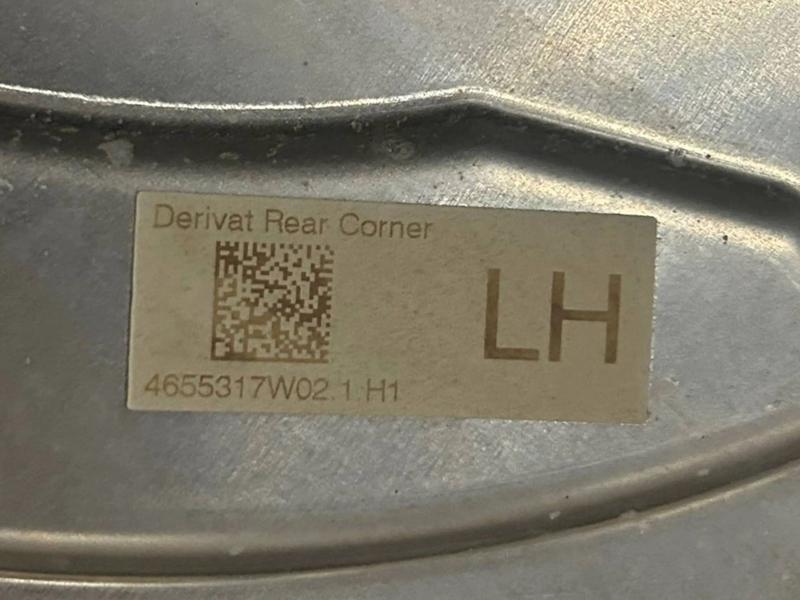 Derivat Rear Corner
LH
4655317W02.1 H1